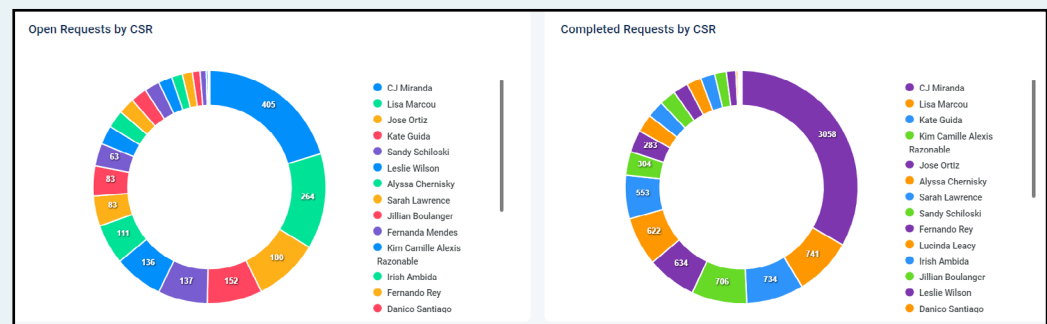 Open Requests by CSR
405
264
180
152
137
136
111
83
83
63
CJ Miranda
Lisa Marcou
Jose Ortiz
Kate Guida
Sandy Schiloski
Leslie Wilson
Alyssa Chernisky
Sarah Lawrence
Jillian Boulanger
Fernanda Mendes
Kim Camille Alexis
Razonable
Irish Ambida
Fernando Rey
Danico Santiago
Completed Requests by CSR
3058
741
734
706
634
622
553
304
283
CJ Miranda
Lisa Marcou
Kate Guida
Kim Camille Alexis
Razonable
Jose Ortiz
Alyssa Chernisky
Sarah Lawrence
Sandy Schiloski
Fernando Rey
Lucinda Leacy
Irish Ambida
Jillian Boulanger
Leslie Wilson
Danico Santiago